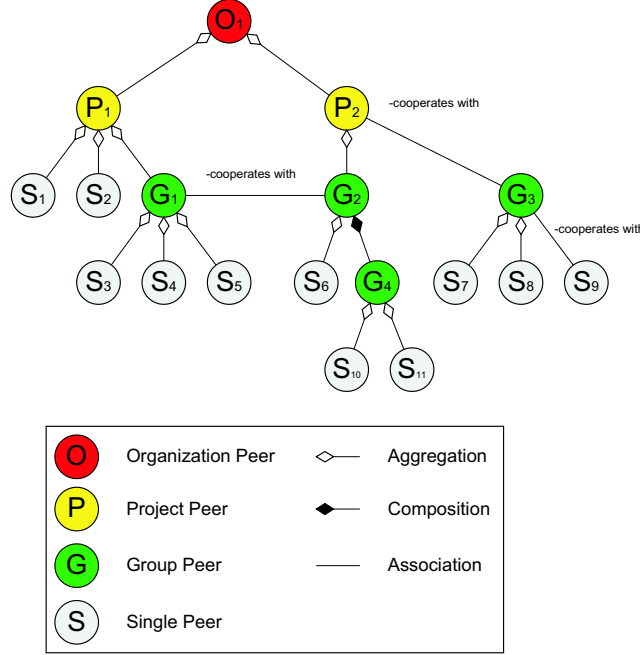 O1
P1
P2
-cooperates with
-cooperates with
S1
S2
G1
G2
G3
-cooperates with
S3
S4
S5
S6
G4
S7
S8
S9
S10
S11
O Organization Peer Aggregation
P Project Peer Composition
G Group Peer Association
S Single Peer